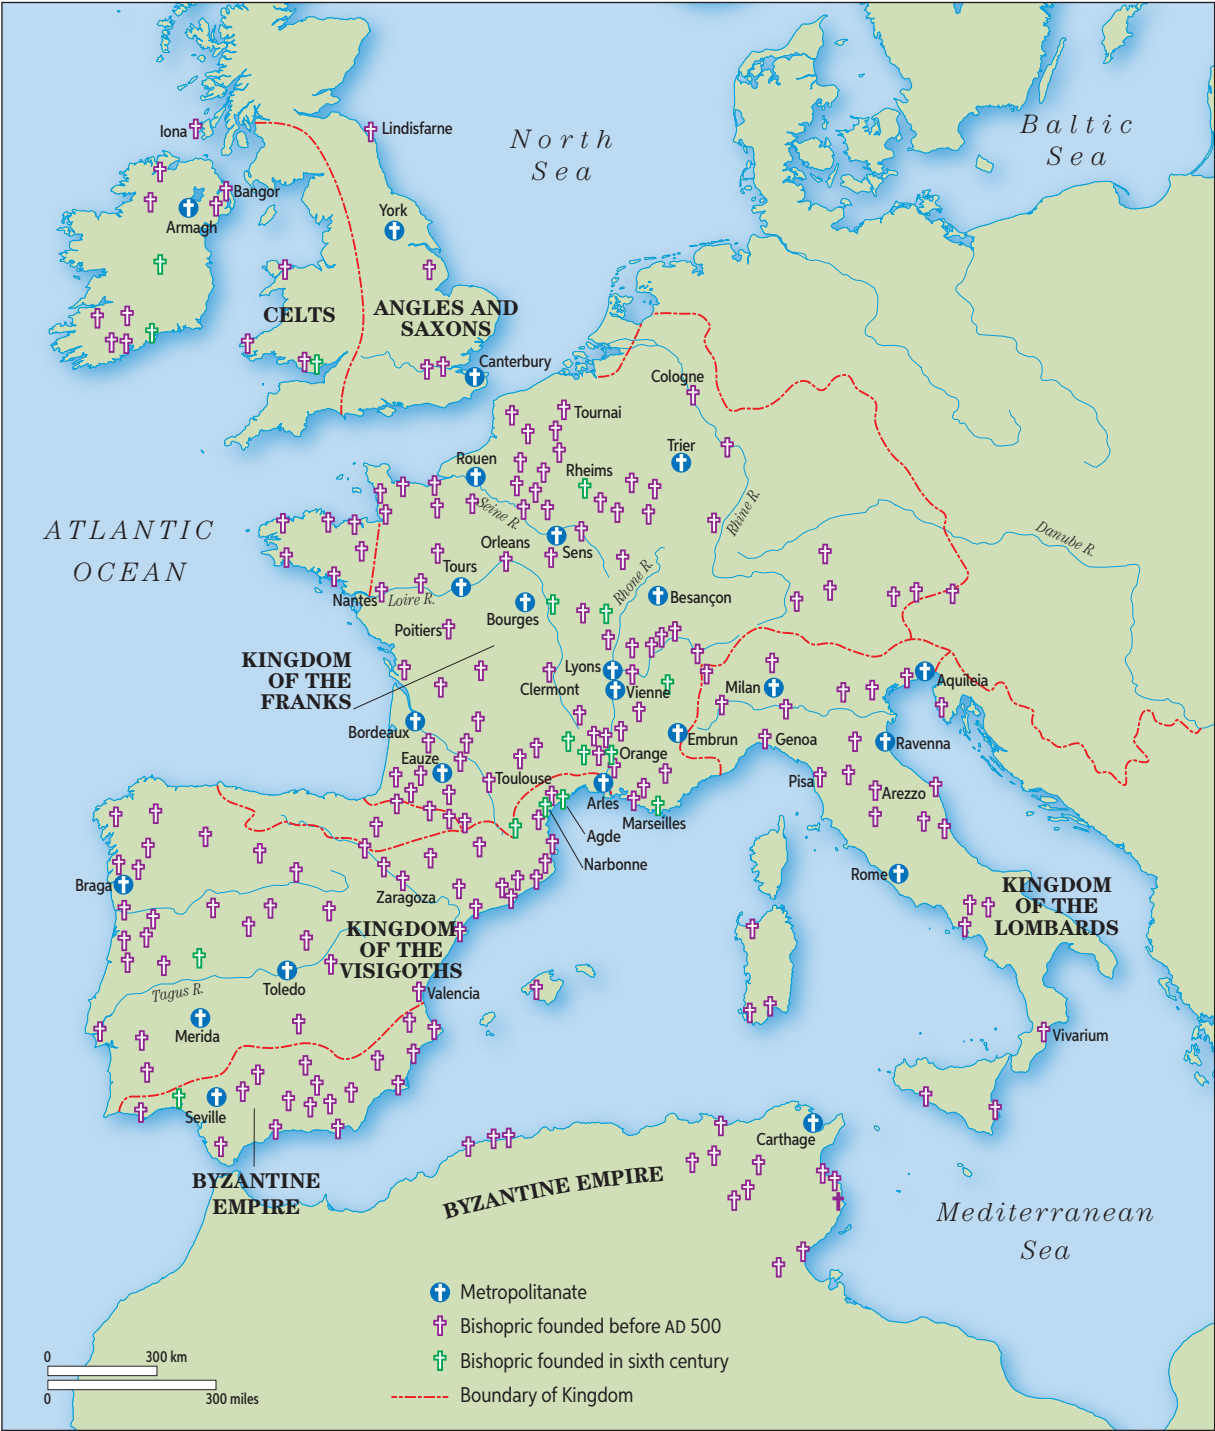 Iona
Lindisfarne
North
Sea
Baltic
Sea
Bangor
Armagh
York
CELTS
ANGLES AND
SAXONS
Canterbury
Cologne
Tournai
Trier
Rouen
Rheims
Seine R.
Rhine R.
ATLANTIC
OCEAN
Danube R.
Orleans
Sens
Tours
Rhone R.
Nantes
Loire R.
Besançon
Bourges
Poitiers
KINGDOM
OF THE
FRANKS
Lyons
Clermont
Vienne
Milan
Aquileia
Bordeaux
Embrun
Genoa
Ravenna
Orange
Eauze
Toulouse
Pisa
Arezzo
Arles
Marseilles
Agde
Narbonne
Braga
Zaragoza
Rome
KINGDOM
OF THE
LOMBARDS
KINGDOM
OF THE
VISIGOTHS
Toledo
Tagus R.
Valencia
Merida
Vivarium
Seville
Carthage
BYZANTINE
EMPIRE
BYZANTINE EMPIRE
Mediterranean
Sea
Metropolitanate
Bishopric founded before AD 500
Bishopric founded in sixth century
Boundary of Kingdom
0 300 km
0 300 miles